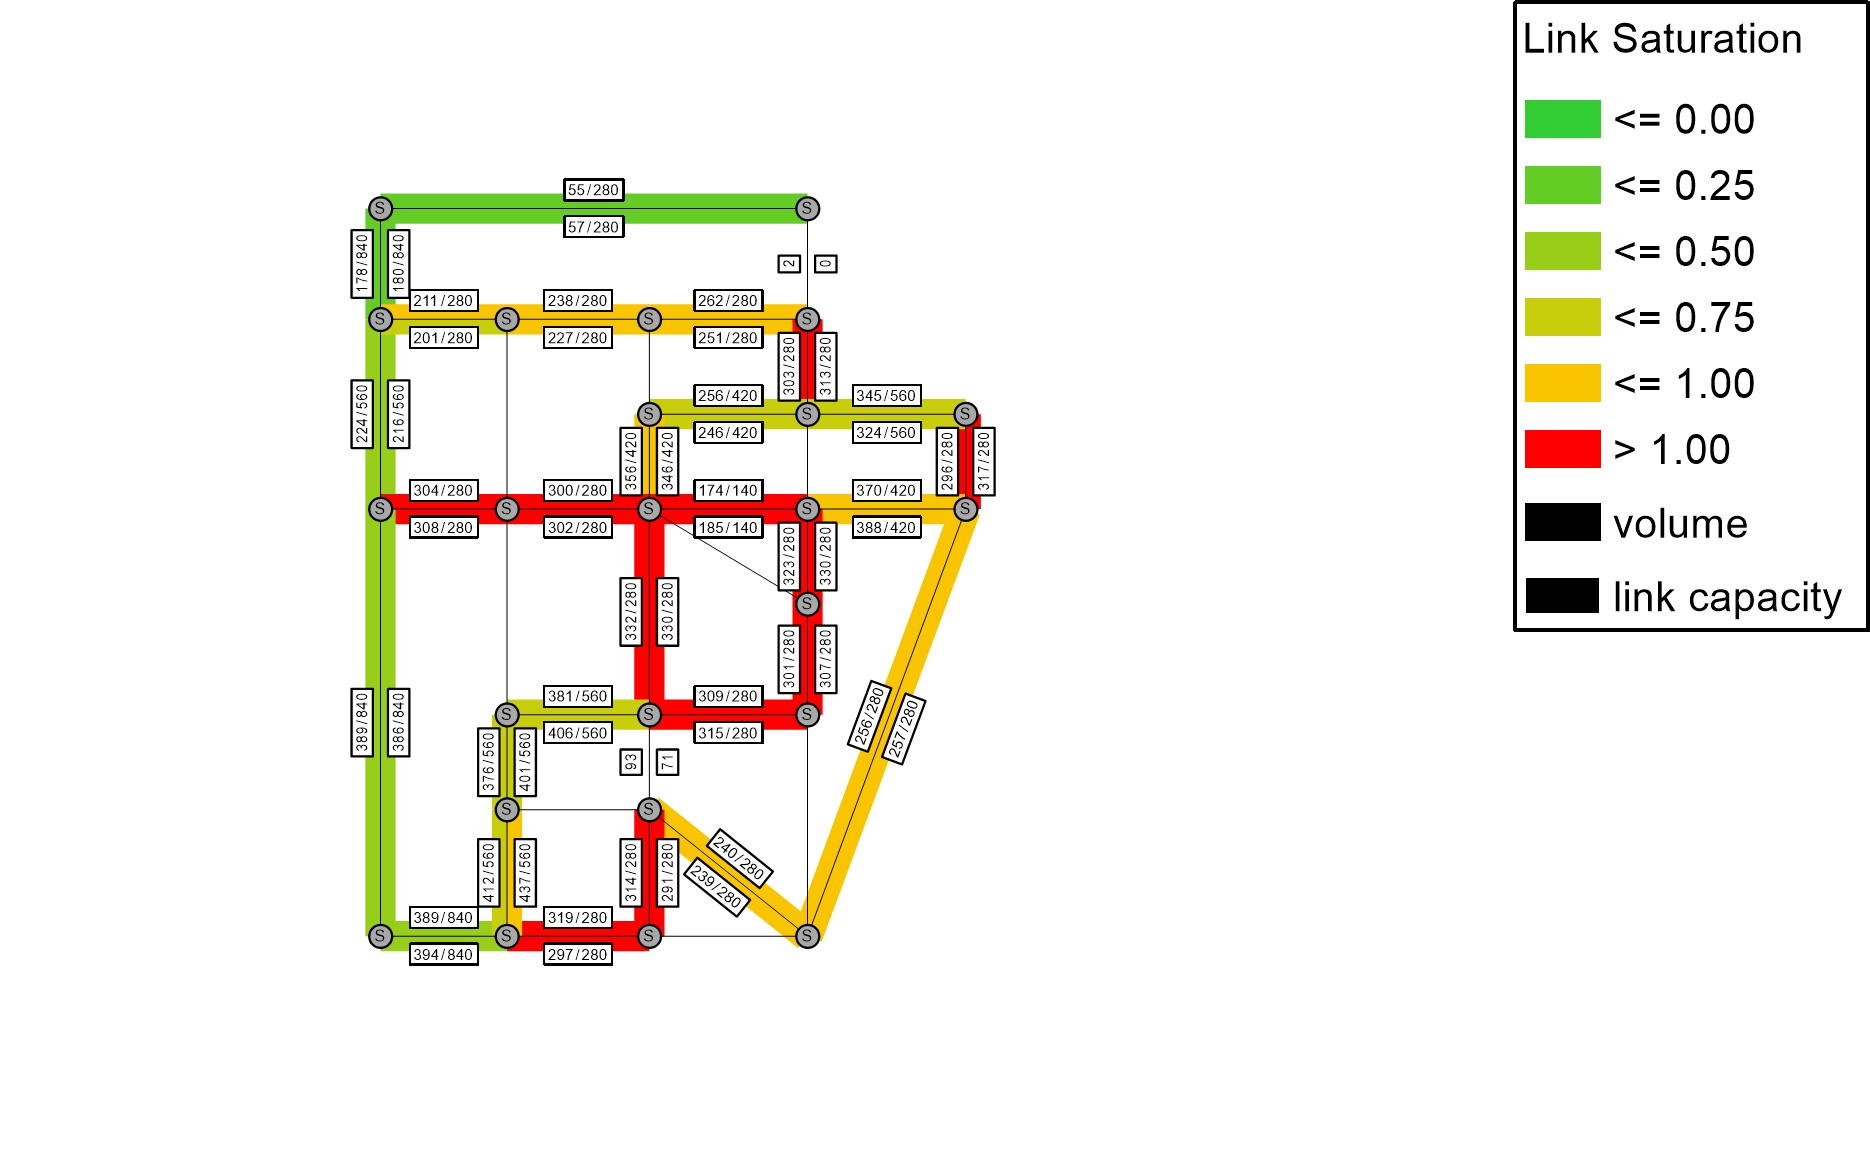 Link Saturation
<= 0.00
<= 0.25
<= 0.50
<= 0.75
<= 1.00
> 1.00
volume
link capacity
55/280
S
S
57/280
178/840
180/840
2
0
211/280
238/280
262/280
S
S
S
S
201/280
227/280
251/280
303/280
313/280
224/560
216/560
256/420
345/560
S
S
S
246/420
324/560
356/420
346/420
296/280
317/280
304/280
300/280
174/140
370/420
S
S
S
S
S
308/280
302/280
185/140
388/420
323/280
330/280
332/280
330/280
S
301/280
307/280
381/560
309/280
S
S
S
406/560
315/280
389/840
386/840
256/280
257/280
376/560
401/560
93
71
S
S
412/560
437/560
314/280
291/280
240/280
239/280
389/840
319/280
S
S
S
S
394/840
297/280